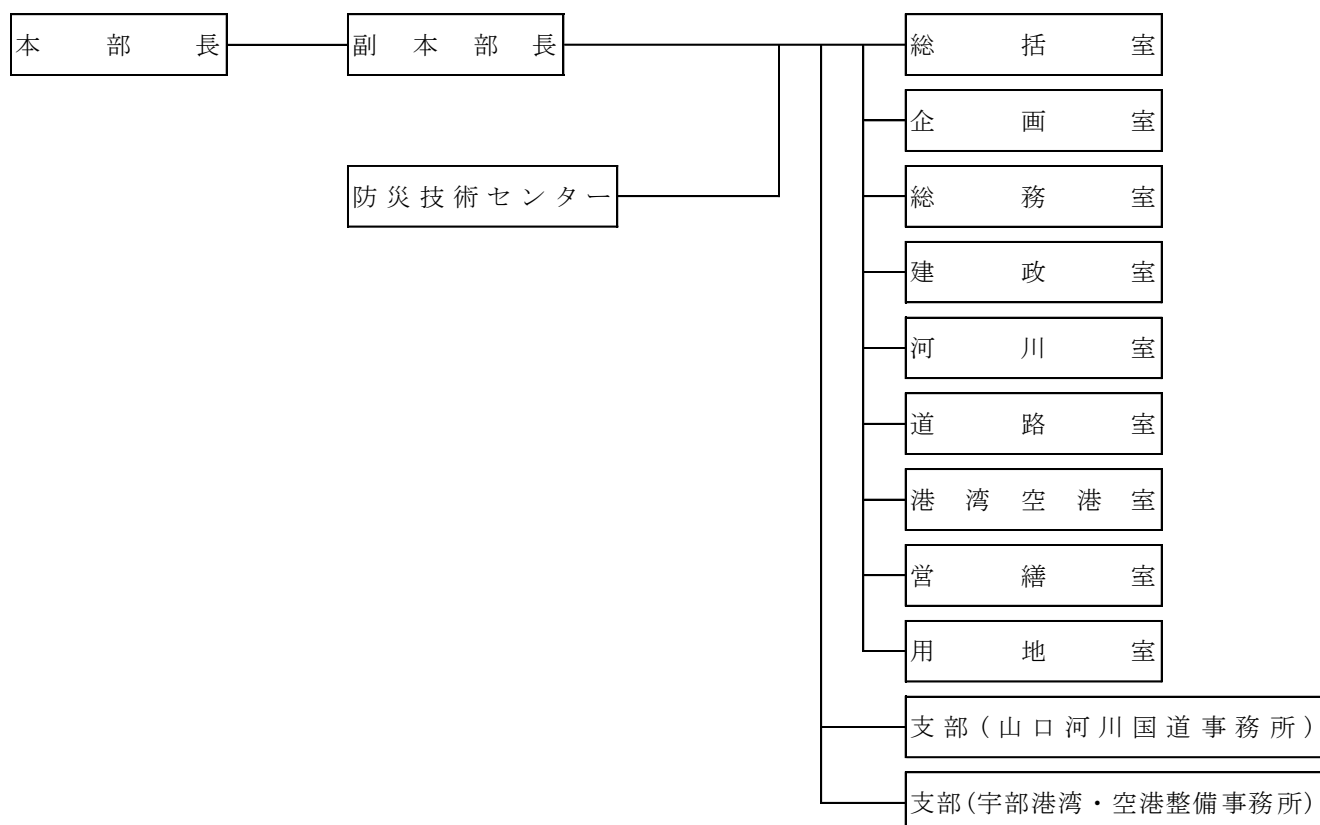 本部長
副本部長
総括室
企画室
防災技術センター
総務室
建政室
河川室
道路室
港湾空港室
営繕室
用地室
支部(山口河川国道事務所)
支部(宇部港湾・空港整備事務所)